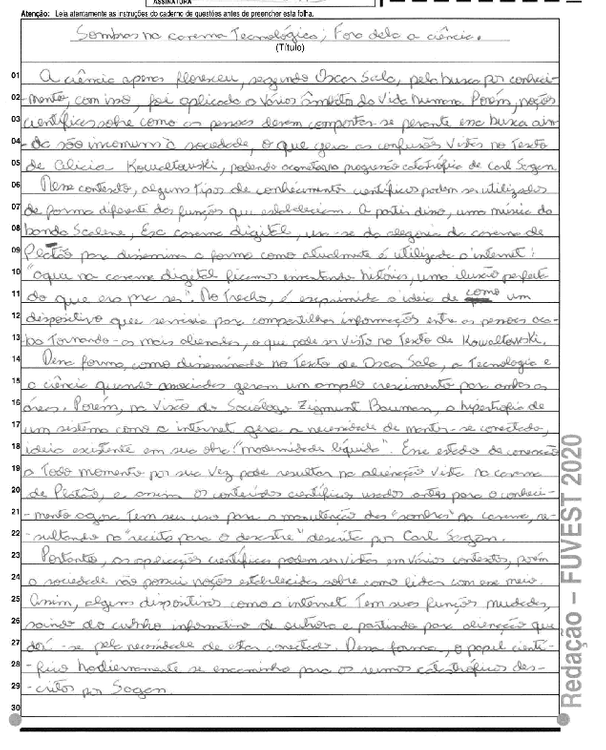 ASSINATURA
Atenção: Leia atentamente as instruções do caderno de questões antes de preencher esta folha.
Sombras na caverna Tecnológica; Fora dela a ciência.
(Título)
01 A ciência apenas floresceu, segundo Oscar Sala, pela busca por conheci-
02 mento, com isso, foi aplicada a vários âmbitos da vida humana. Porém, noções
03 científicas sobre como as pessoas devem comportar-se perante essa busca ain-
04 da são incomuns à sociedade, o que gera as confusões vistas no Texto
05 de Alicia Kowaltowski, podendo acarretar na progressão catastrófica de Carl Sagan.
06 Nesse contexto, alguns tipos de conhecimentos científicos podem ser utilizados
07 de forma diferente das funções que estabeleciam. A partir disso, uma música da
08 banda Scalene, Essa caverna digital, usa-se da alegoria da caverna de
09 Platão para disseminar a forma como atualmente é utilizada a internet:
10 "aqui na caverna digital ficamos inventando histórias, uma ilusão perfeita
11 do que era pra ser". No Trecho, é exprimida a ideia de como um
12 dispositivo que serviria para compartilhar informações entre as pessoas aca-
13 ba Tornando-as mais alienadas, o que pode ser visto no Texto de Kowaltowski.
14 Dessa forma, como disseminado no Texto de Oscar Sala, a Tecnologia e
15 a ciência quando associadas geram um amplo crescimento para ambas as
16 áreas. Porém, na visão do Sociólogo Zigmunt Bauman, a hipertrofia de
17 um sistema como a internet gera a necessidade de manter-se conectado,
18 ideia existente em sua obra "modernidade líquida". Esse estado de conexão
19 a Todo momento por sua vez pode resultar na alienação vista na caverna
20 de Platão, e assim os conteúdos científicos usados antes para o conheci-
21 -mento agora Tem seu uso para a manutenção das "sombras" da caverna, re-
22 -sultando na "receita para o desastre" descrita por Carl Sagan.
23 Portanto, as aplicações científicas podem ser vistas em vários contextos, porém
24 a sociedade não possui noções estabelecidas sobre como lidar com esse meio.
25 Assim, alguns dispositivos como a internet Tem suas funções mudadas,
26 saindo do cunho informativo de outrora e partindo para alienação que
27 dá-se pela necessidade de estar conectado. Dessa forma, o papel cientí-
28 -fico hodiernamente se encaminha para os rumos catastróficos des-
29 -critos por Sagan.
30
Redação – FUVEST 2020